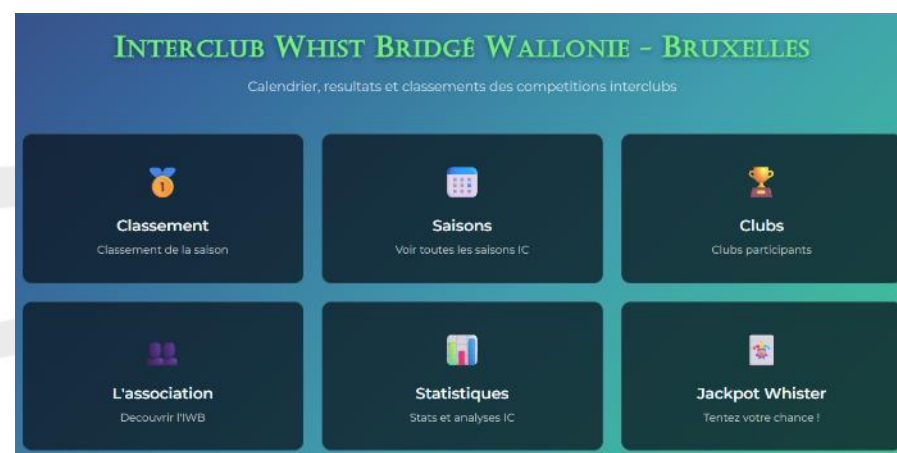 Interclub Whist Bridgé Wallonie - Bruxelles
Calendrier, resultats et classements des competitions interclubs
Classement
Classement de la saison
Saisons
Voir toutes les saisons IC
Clubs
Clubs participants
L'association
Decouvrir l'IWB
Statistiques
Stats et analyses IC
Jackpot Whister
Tentez votre chance !